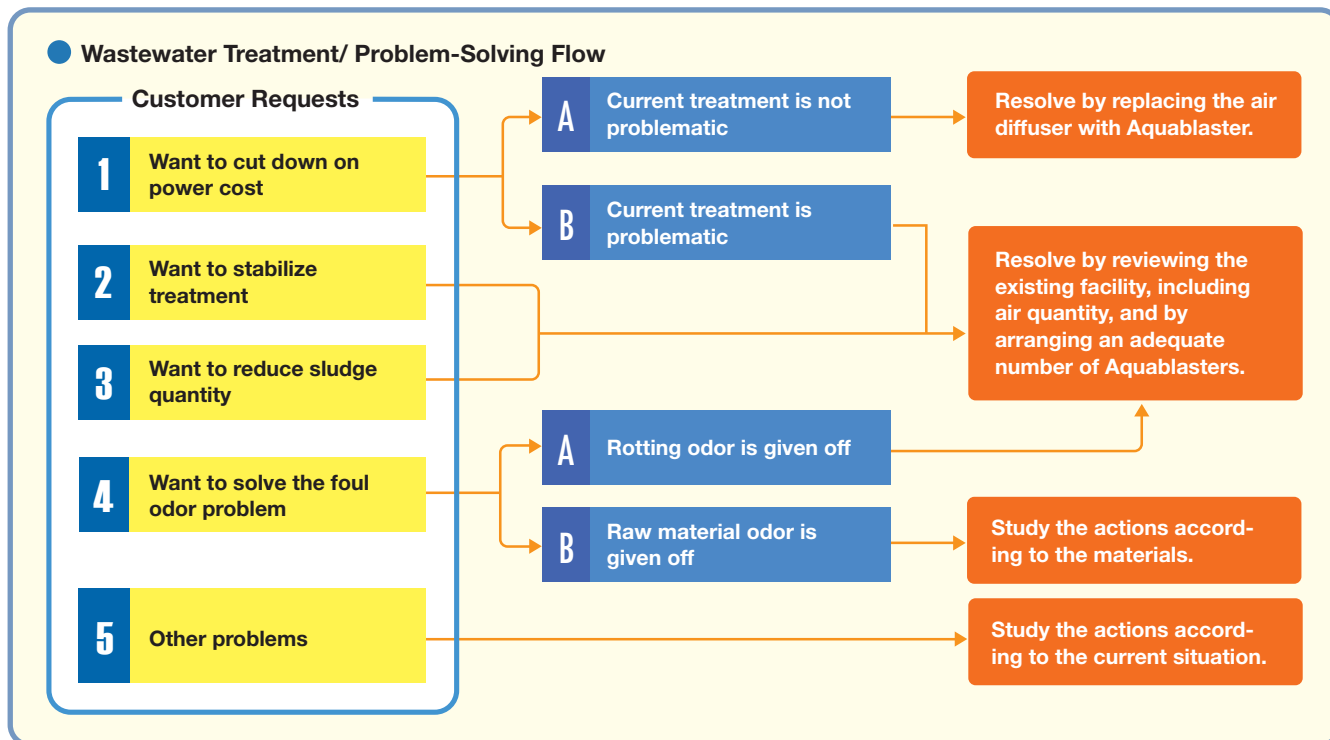 Wastewater Treatment/ Problem-Solving Flow
Customer Requests
1
Want to cut down on
power cost
2
Want to stabilize
treatment
3
Want to reduce sludge
quantity
4
Want to solve the foul
odor problem
5
Other problems
A
Current treatment is not
problematic
B
Current treatment is
problematic
A
Rotting odor is given off
B
Raw material odor is
given off
Resolve by replacing the air
diffuser with Aquablaster.
Resolve by reviewing the
existing facility, including
air quantity, and by
arranging an adequate
number of Aquablasters.
Study the actions accord-
ing to the materials.
Study the actions accord-
ing to the current situation.